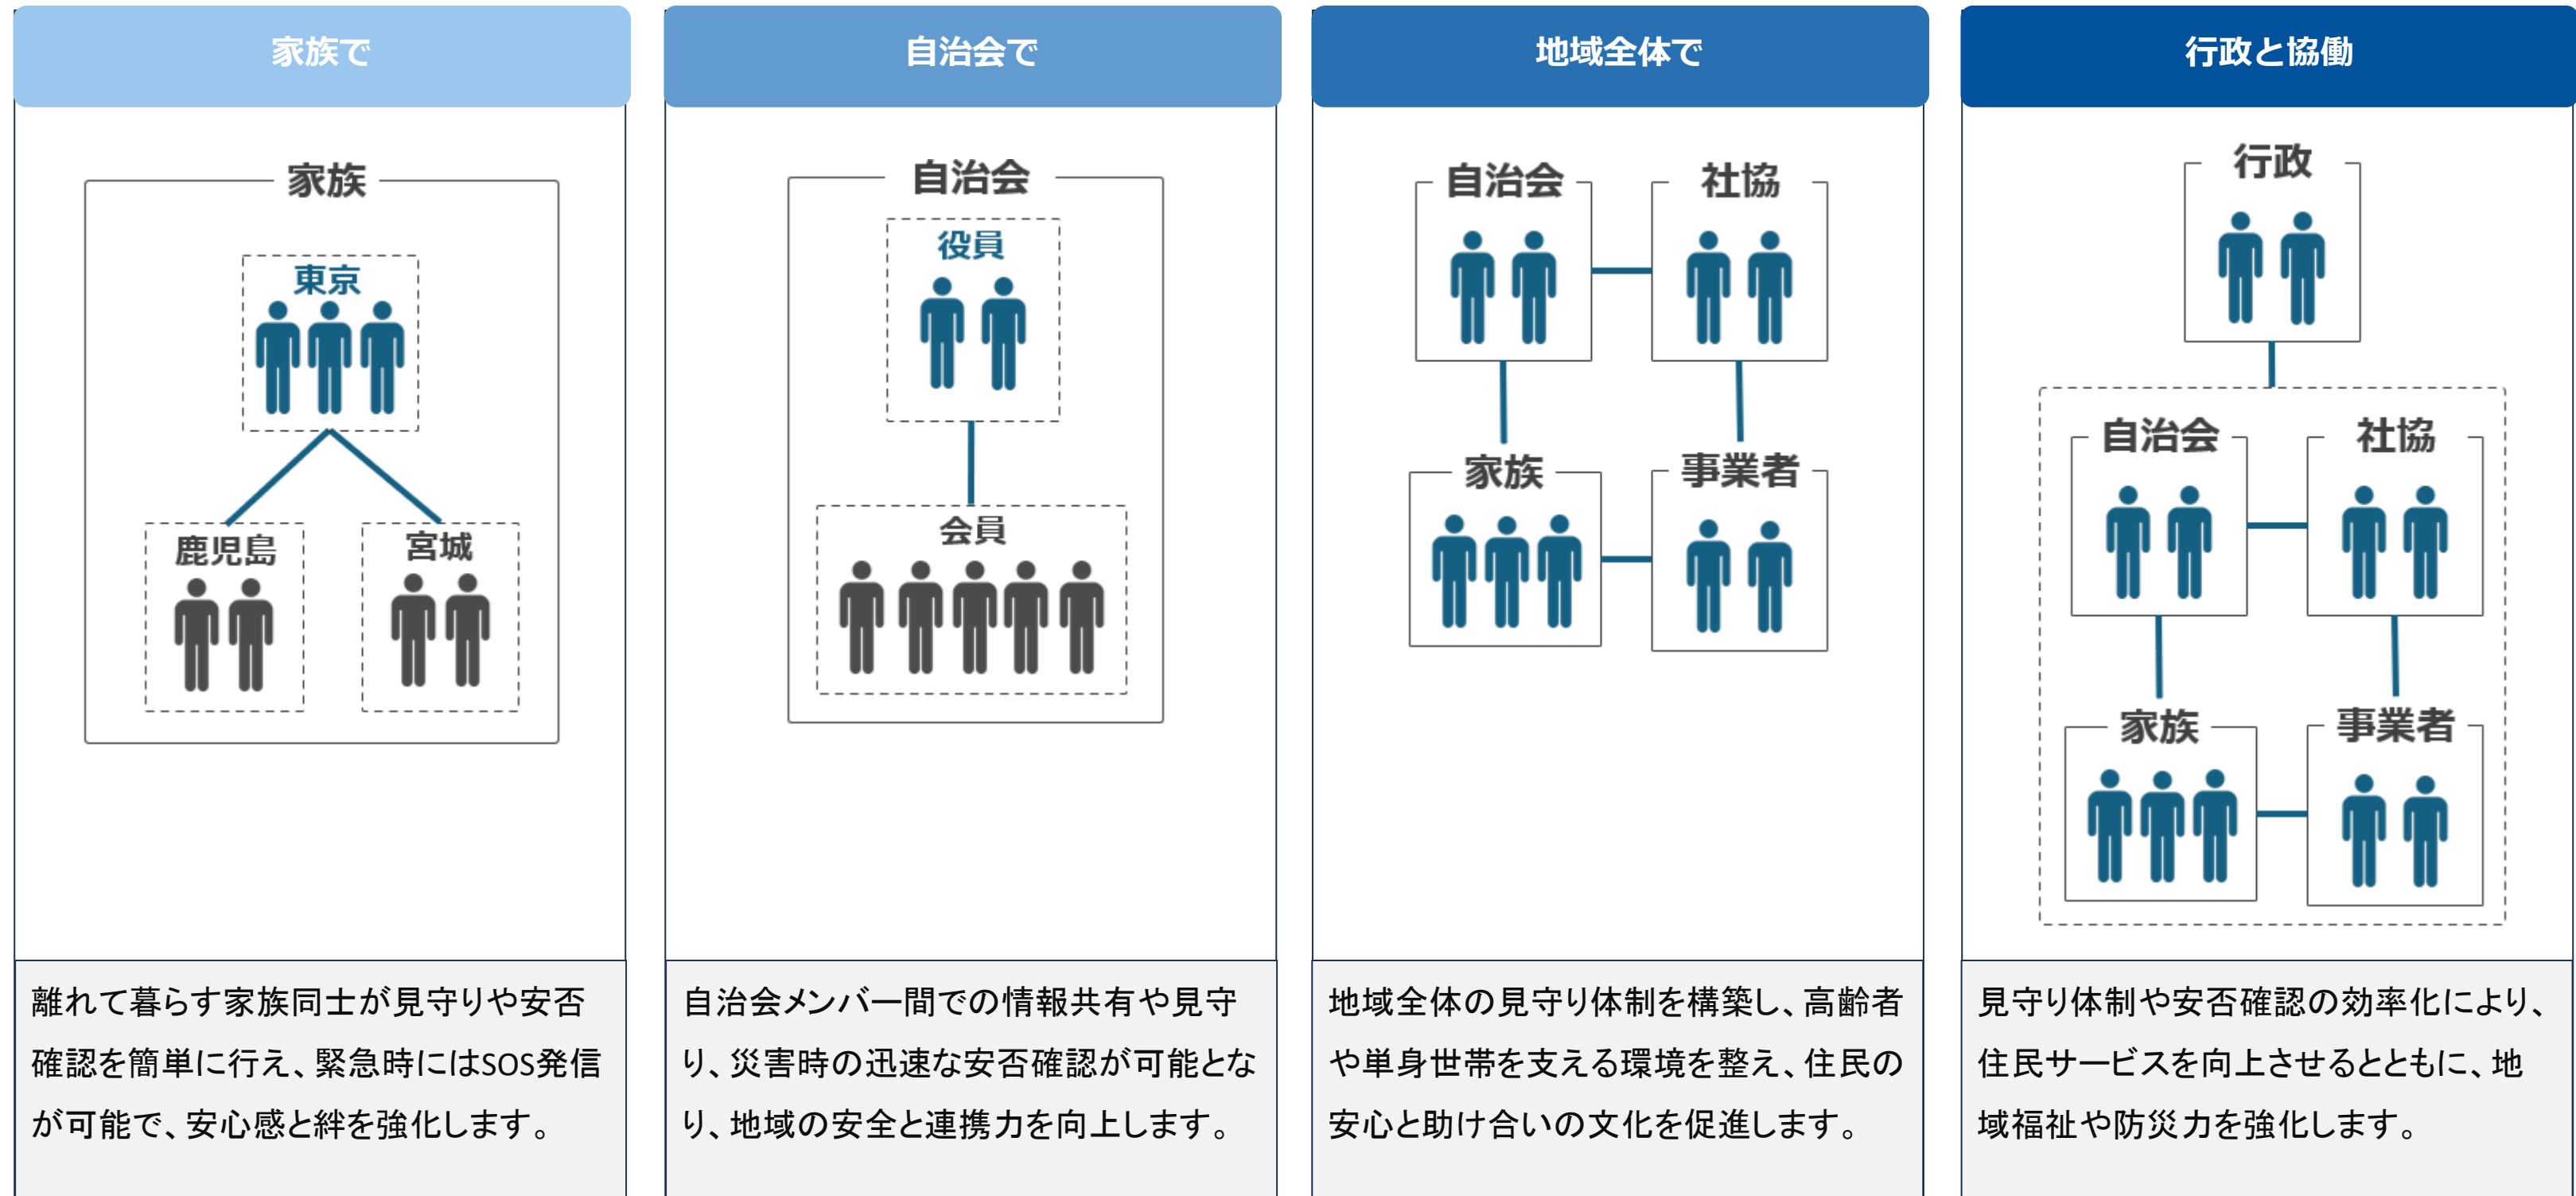 家族で
家族
東京
鹿児島
宮城
離れて暮らす家族同士が見守りや安否
確認を簡単に行え、緊急時にはSOS発信
が可能で、安心感と絆を強化します。
自治会で
自治会
役員
会員
自治会メンバー間での情報共有や見守
り、災害時の迅速な安否確認が可能とな
り、地域の安全と連携力を向上します。
地域全体で
自治会
社協
家族
事業者
地域全体の見守り体制を構築し、高齢者
や単身世帯を支える環境を整え、住民の
安心と助け合いの文化を促進します。
行政と協働
行政
自治会
社協
家族
事業者
見守り体制や安否確認の効率化により、
住民サービスを向上させるとともに、地
域福祉や防災力を強化します。